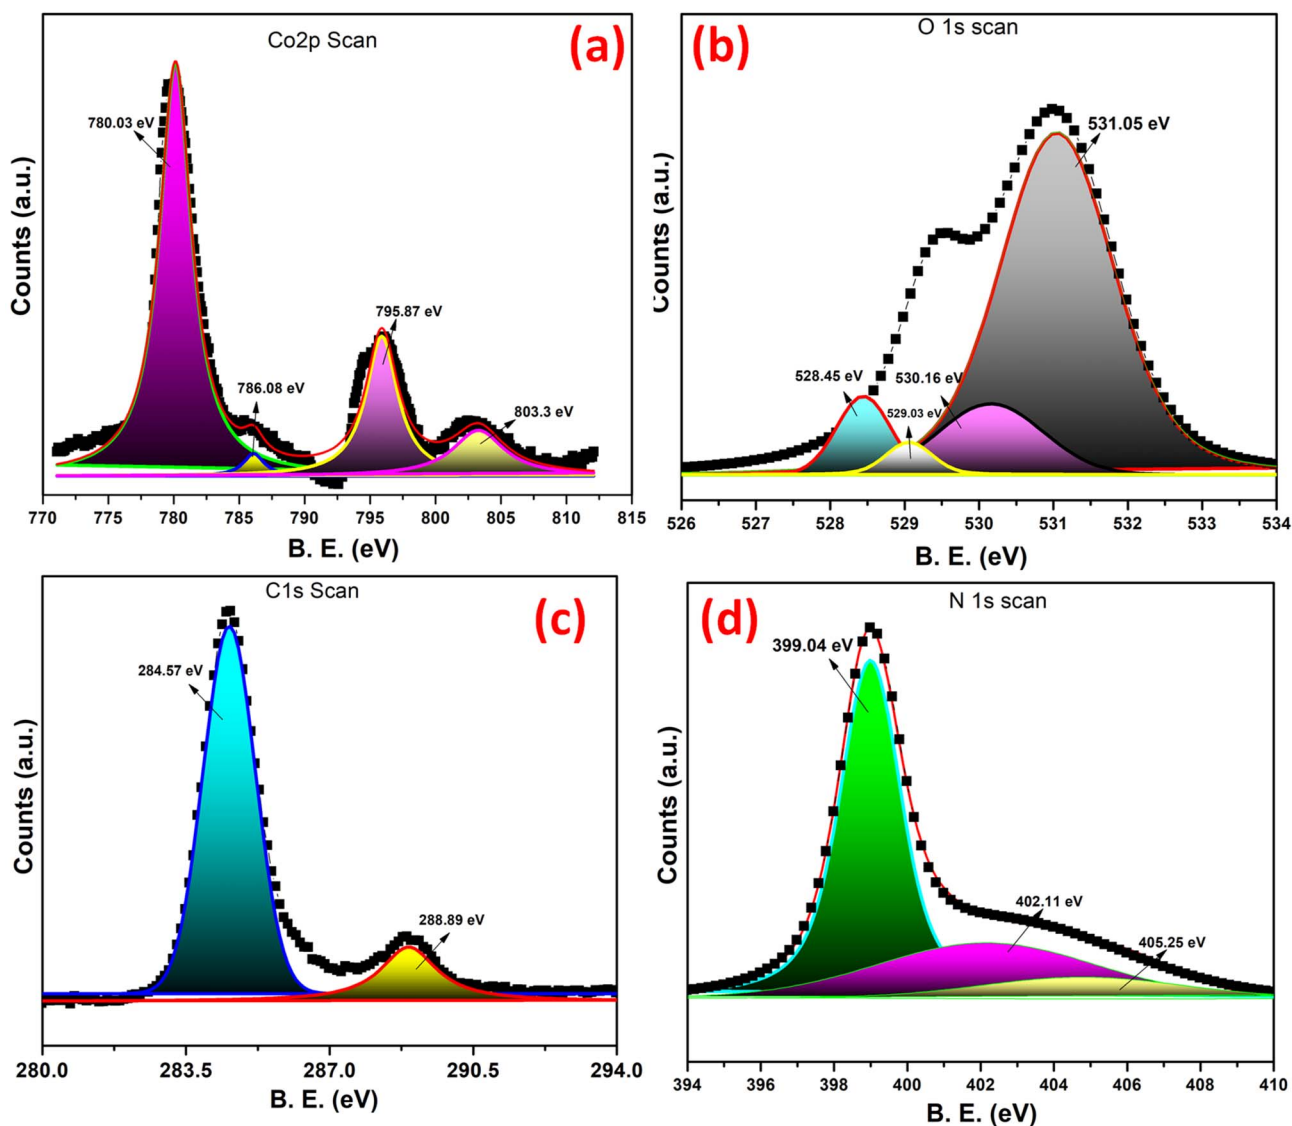 Co2p Scan
(a)
780.03 eV
786.08 eV
795.87 eV
803.3 eV
Counts (a.u.)
770 775 780 785 790 795 800 805 810 815
B. E. (eV)
O 1s scan
(b)
531.05 eV
528.45 eV
530.16 eV
529.03 eV
Counts (a.u.)
526 527 528 529 530 531 532 533 534
B. E. (eV)
C1s Scan
(c)
284.57 eV
288.89 eV
Counts (a.u.)
280.0 283.5 287.0 290.5 294.0
B. E. (eV)
N 1s scan
(d)
399.04 eV
402.11 eV
405.25 eV
Counts (a.u.)
394 396 398 400 402 404 406 408 410
B. E. (eV)